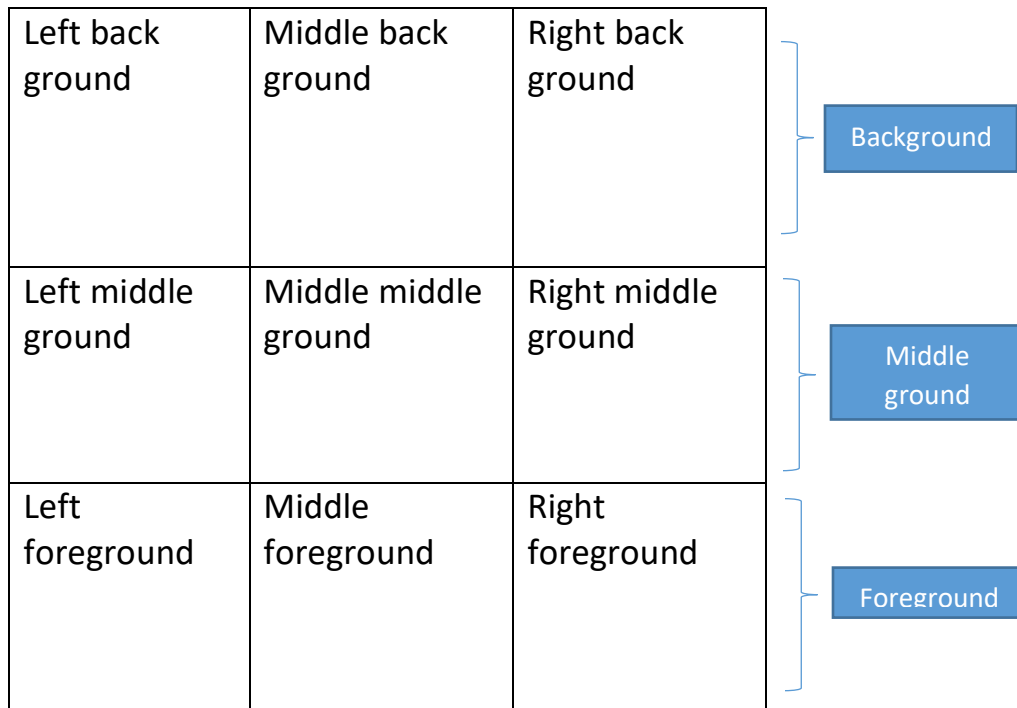 Left back
ground
Middle back
ground
Right back
ground
Background
Left middle
ground
Middle middle
ground
Right middle
ground
Middle
ground
Left
foreground
Middle
foreground
Right
foreground
Foreground